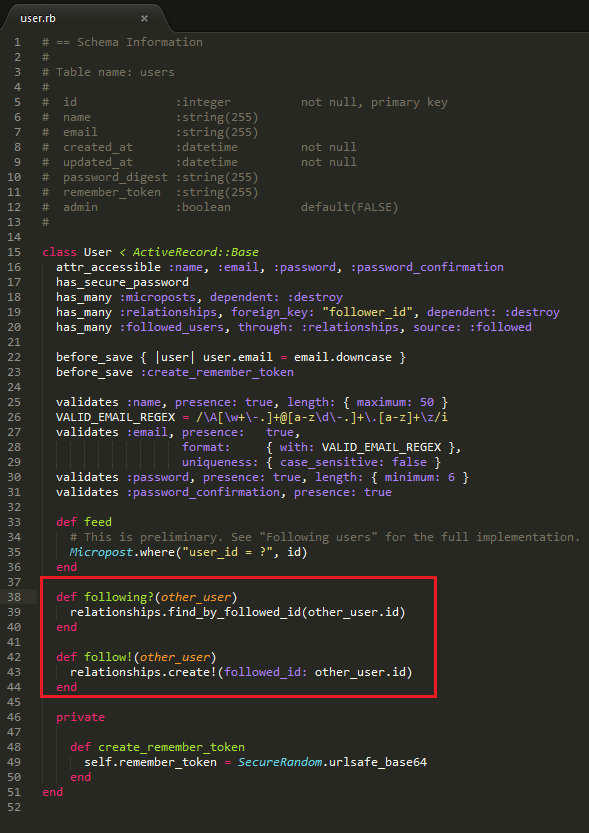 user.rb ×
1 # == Schema Information
2 #
3 # Table name: users
4 #
5 #  id              :integer          not null, primary key
6 #  name            :string(255)
7 #  email           :string(255)
8 #  created_at      :datetime         not null
9 #  updated_at      :datetime         not null
10 #  password_digest :string(255)
11 #  remember_token  :string(255)
12 #  admin           :boolean          default(FALSE)
13 #
14
15 class User < ActiveRecord::Base
16   attr_accessible :name, :email, :password, :password_confirmation
17   has_secure_password
18   has_many :microposts, dependent: :destroy
19   has_many :relationships, foreign_key: "follower_id", dependent: :destroy
20   has_many :followed_users, through: :relationships, source: :followed
21
22   before_save { |user| user.email = email.downcase }
23   before_save :create_remember_token
24
25   validates :name, presence: true, length: { maximum: 50 }
26   VALID_EMAIL_REGEX = /\A[\w+\-.]+@[a-z\d\-.]+\.[a-z]+\z/i
27   validates :email, presence:   true,
28                     format:     { with: VALID_EMAIL_REGEX },
29                     uniqueness: { case_sensitive: false }
30   validates :password, presence: true, length: { minimum: 6 }
31   validates :password_confirmation, presence: true
32
33   def feed
34     # This is preliminary. See "Following users" for the full implementation.
35     Micropost.where("user_id = ?", id)
36   end
37
38   def following?(other_user)
39     relationships.find_by_followed_id(other_user.id)
40   end
41
42   def follow!(other_user)
43     relationships.create!(followed_id: other_user.id)
44   end
45
46   private
47
48     def create_remember_token
49       self.remember_token = SecureRandom.urlsafe_base64
50     end
51 end
52